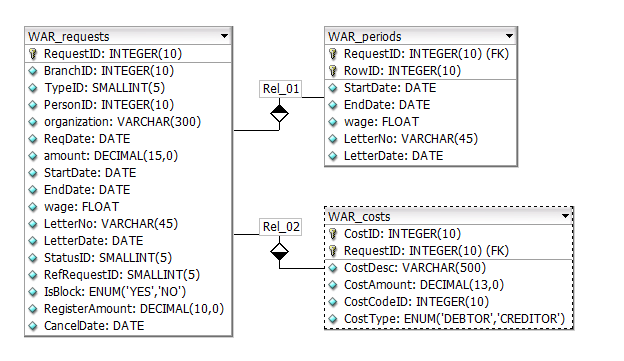 WAR_requests
RequestID: INTEGER(10)
BranchID: INTEGER(10)
TypeID: SMALLINT(5)
PersonID: INTEGER(10)
organization: VARCHAR(300)
ReqDate: DATE
amount: DECIMAL(15,0)
StartDate: DATE
EndDate: DATE
wage: FLOAT
LetterNo: VARCHAR(45)
LetterDate: DATE
StatusID: SMALLINT(5)
RefRequestID: SMALLINT(5)
IsBlock: ENUM('YES','NO')
RegisterAmount: DECIMAL(10,0)
CancelDate: DATE
Rel_01
WAR_periods
RequestID: INTEGER(10) (FK)
RowID: INTEGER(10)
StartDate: DATE
EndDate: DATE
wage: FLOAT
LetterNo: VARCHAR(45)
LetterDate: DATE
Rel_02
WAR_costs
CostID: INTEGER(10)
RequestID: INTEGER(10) (FK)
CostDesc: VARCHAR(500)
CostAmount: DECIMAL(13,0)
CostCodeID: INTEGER(10)
CostType: ENUM('DEBTOR','CREDITOR')